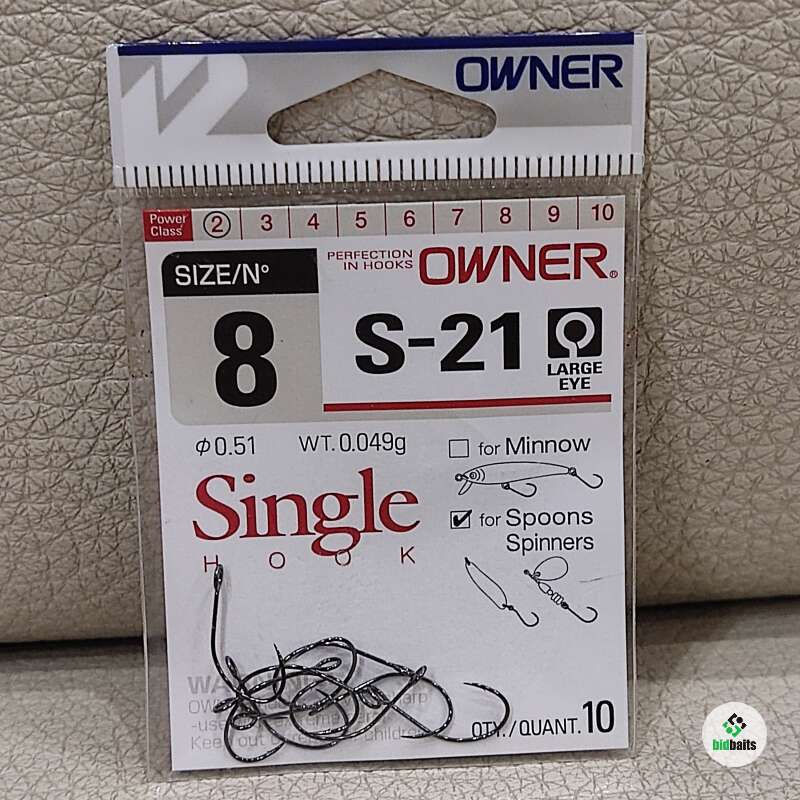 OWNER
Power Class 2 3 4 5 6 7 8 9 10
SIZE/N°
8
PERFECTION
IN HOOKS
OWNER®
S-21
LARGE
EYE
φ0.51 WT. 0.049g
for Minnow
Single
HOOK
for Spoons
Spinners
QTY./QUANT. 10
bidbaits